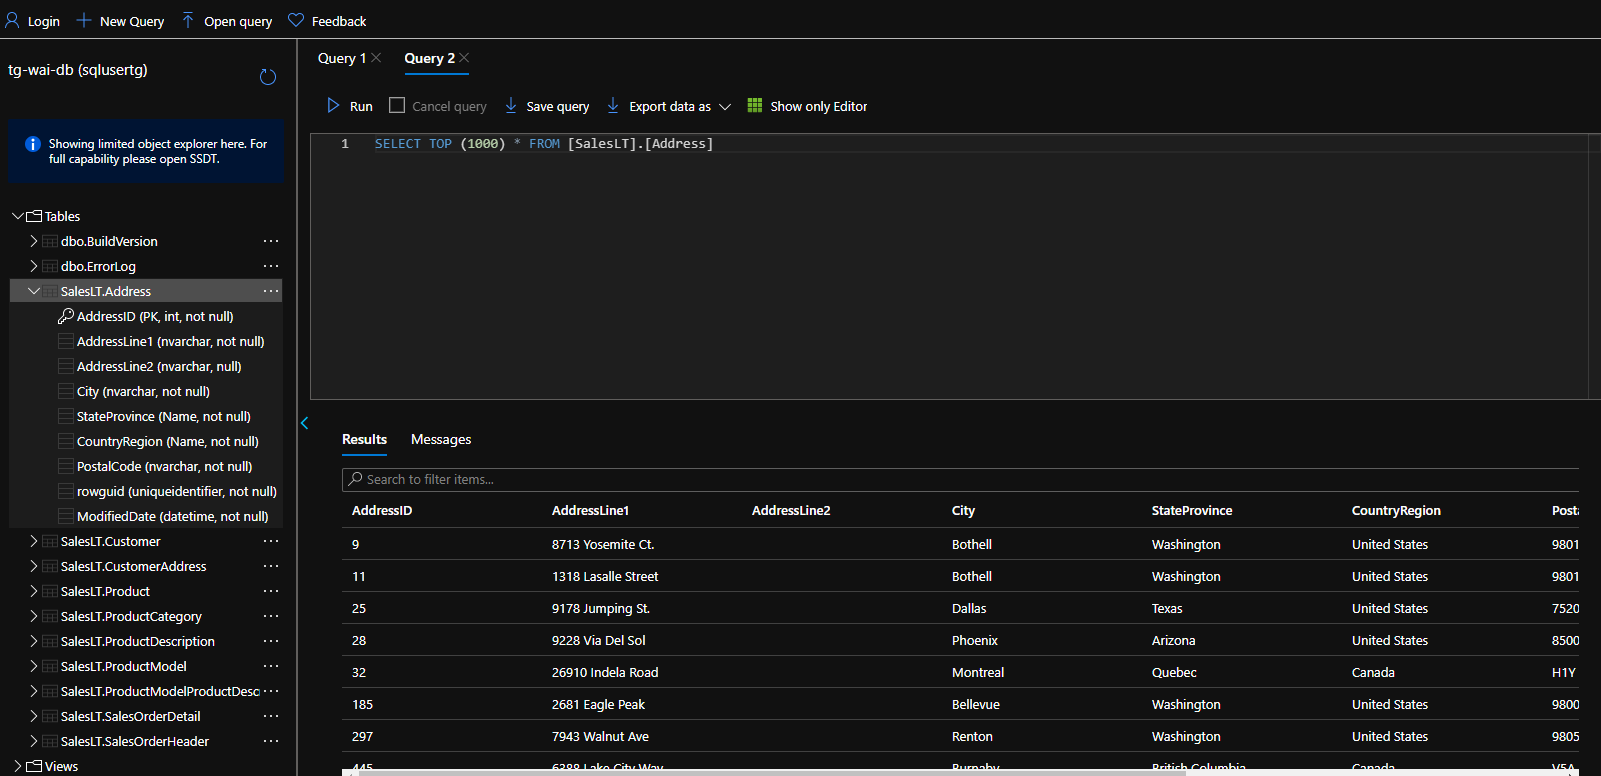 Login New Query Open query Feedback
tg-wai-db (sqlusertg)
Showing limited object explorer here. For
full capability please open SSDT.
Tables
dbo.BuildVersion ...
dbo.ErrorLog ...
SalesLT.Address ...
AddressID (PK, int, not null)
AddressLine1 (nvarchar, not null)
AddressLine2 (nvarchar, null)
City (nvarchar, not null)
StateProvince (Name, not null)
CountryRegion (Name, not null)
PostalCode (nvarchar, not null)
rowguid (uniqueidentifier, not null)
ModifiedDate (datetime, not null)
SalesLT.Customer ...
SalesLT.CustomerAddress ...
SalesLT.Product ...
SalesLT.ProductCategory ...
SalesLT.ProductDescription ...
SalesLT.ProductModel ...
SalesLT.ProductModelProductDesc ...
SalesLT.SalesOrderDetail ...
SalesLT.SalesOrderHeader ...
Views
Query 1 Query 2
Run Cancel query Save query Export data as Show only Editor
1 SELECT TOP (1000) * FROM [SalesLT].[Address]
Results Messages
Search to filter items...
AddressID AddressLine1 AddressLine2 City StateProvince CountryRegion Posta
9 8713 Yosemite Ct. Bothell Washington United States 9801
11 1318 Lasalle Street Bothell Washington United States 9801
25 9178 Jumping St. Dallas Texas United States 7520
28 9228 Via Del Sol Phoenix Arizona United States 8500
32 26910 Indela Road Montreal Quebec Canada H1Y
185 2681 Eagle Peak Bellevue Washington United States 9800
297 7943 Walnut Ave Renton Washington United States 9805
445 6388 Lake City Way Burnaby British Columbia Canada V5A